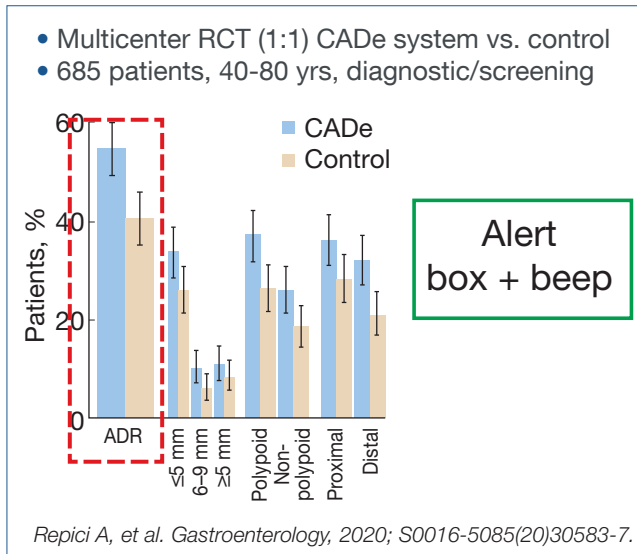 • Multicenter RCT (1:1) CADe system vs. control
• 685 patients, 40-80 yrs, diagnostic/screening
60
40
20
0
Patients, %
CADe
Control
Alert
box + beep
ADR
≤5 mm
6–9 mm
≥5 mm
Polypoid
Non-
polypoid
Proximal
Distal
Repici A, et al. Gastroenterology, 2020; S0016-5085(20)30583-7.